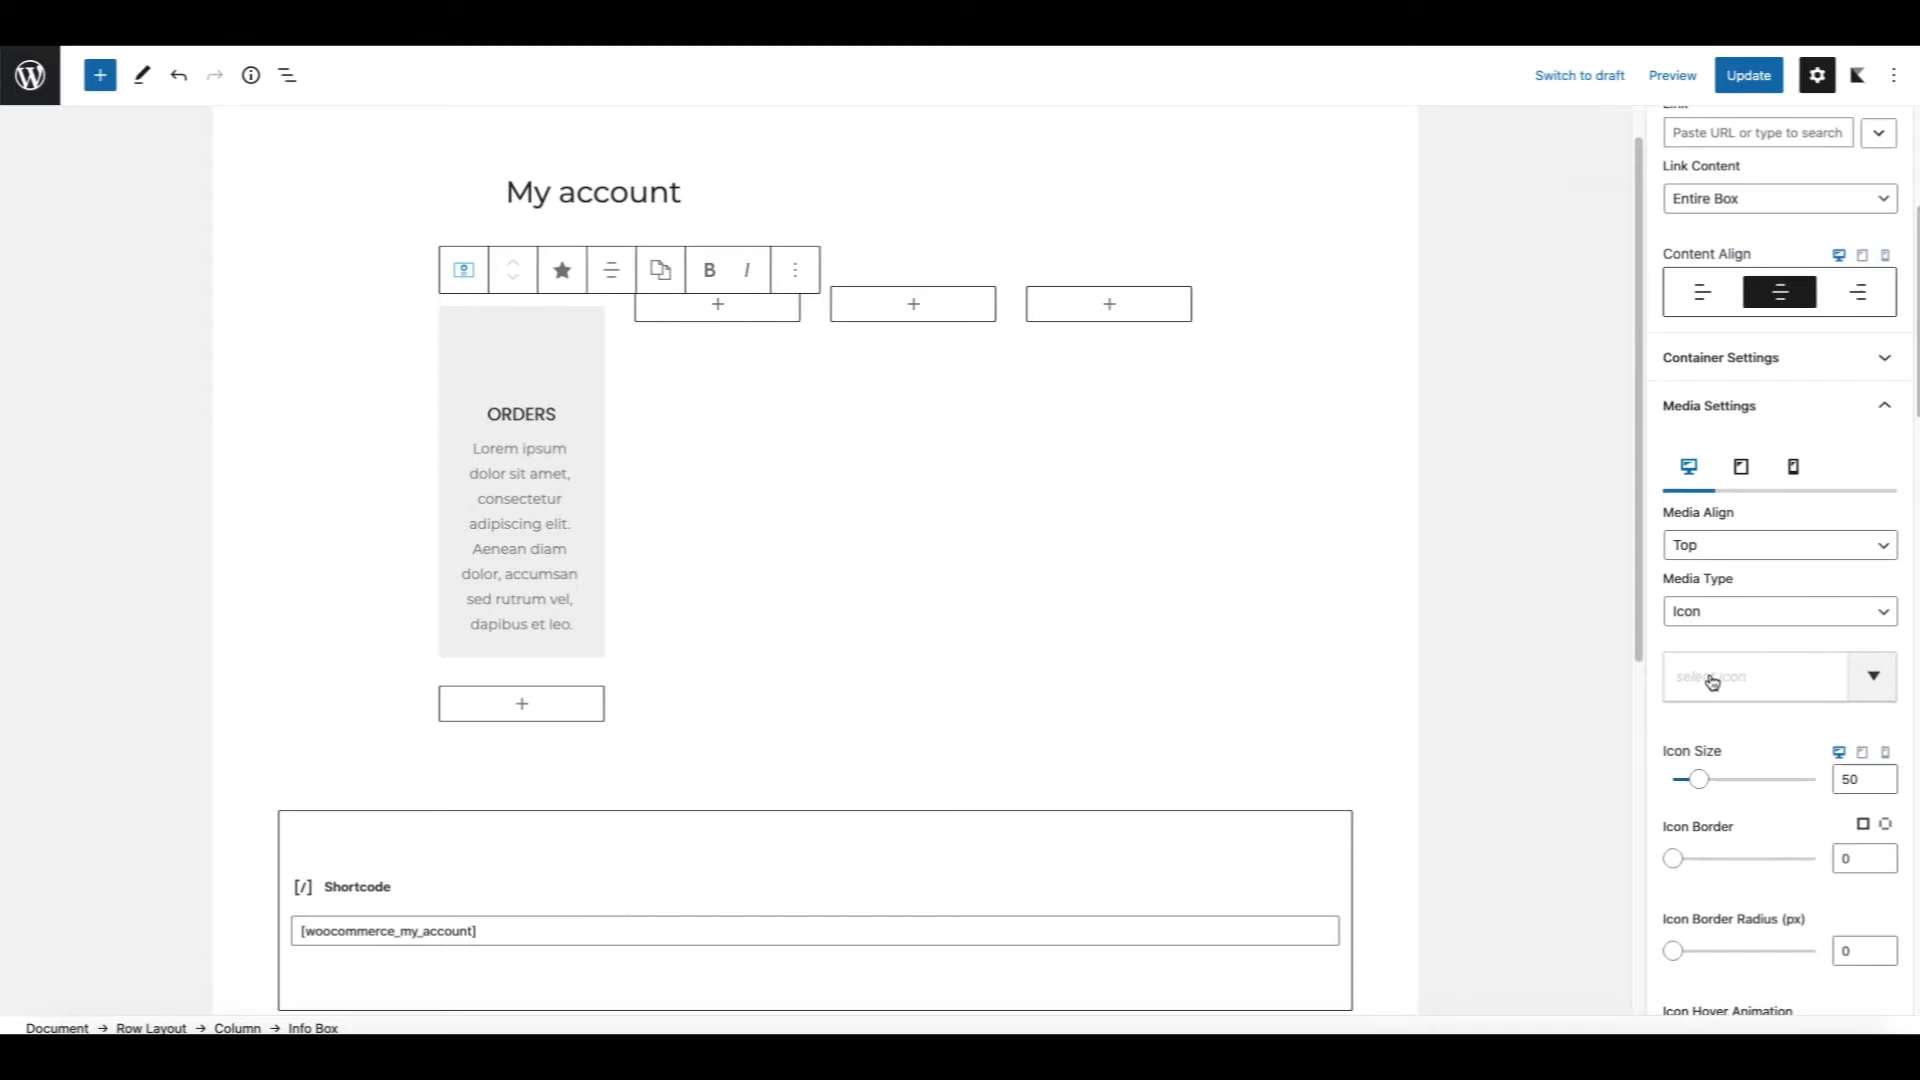 Switch to draft
Preview
Update
Paste URL or type to search
Link Content
Entire Box
Content Align
Container Settings
Media Settings
Media Align
Top
Media Type
Icon
select icon
Icon Size
50
Icon Border
0
Icon Border Radius (px)
0
Icon Hover Animation
My account
B I
ORDERS
Lorem ipsum
dolor sit amet,
consectetur
adipiscing elit.
Aenean diam
dolor, accumsan
sed rutrum vel,
dapibus et leo.
[/] Shortcode
[woocommerce_my_account]
Document → Row Layout → Column → Info Box